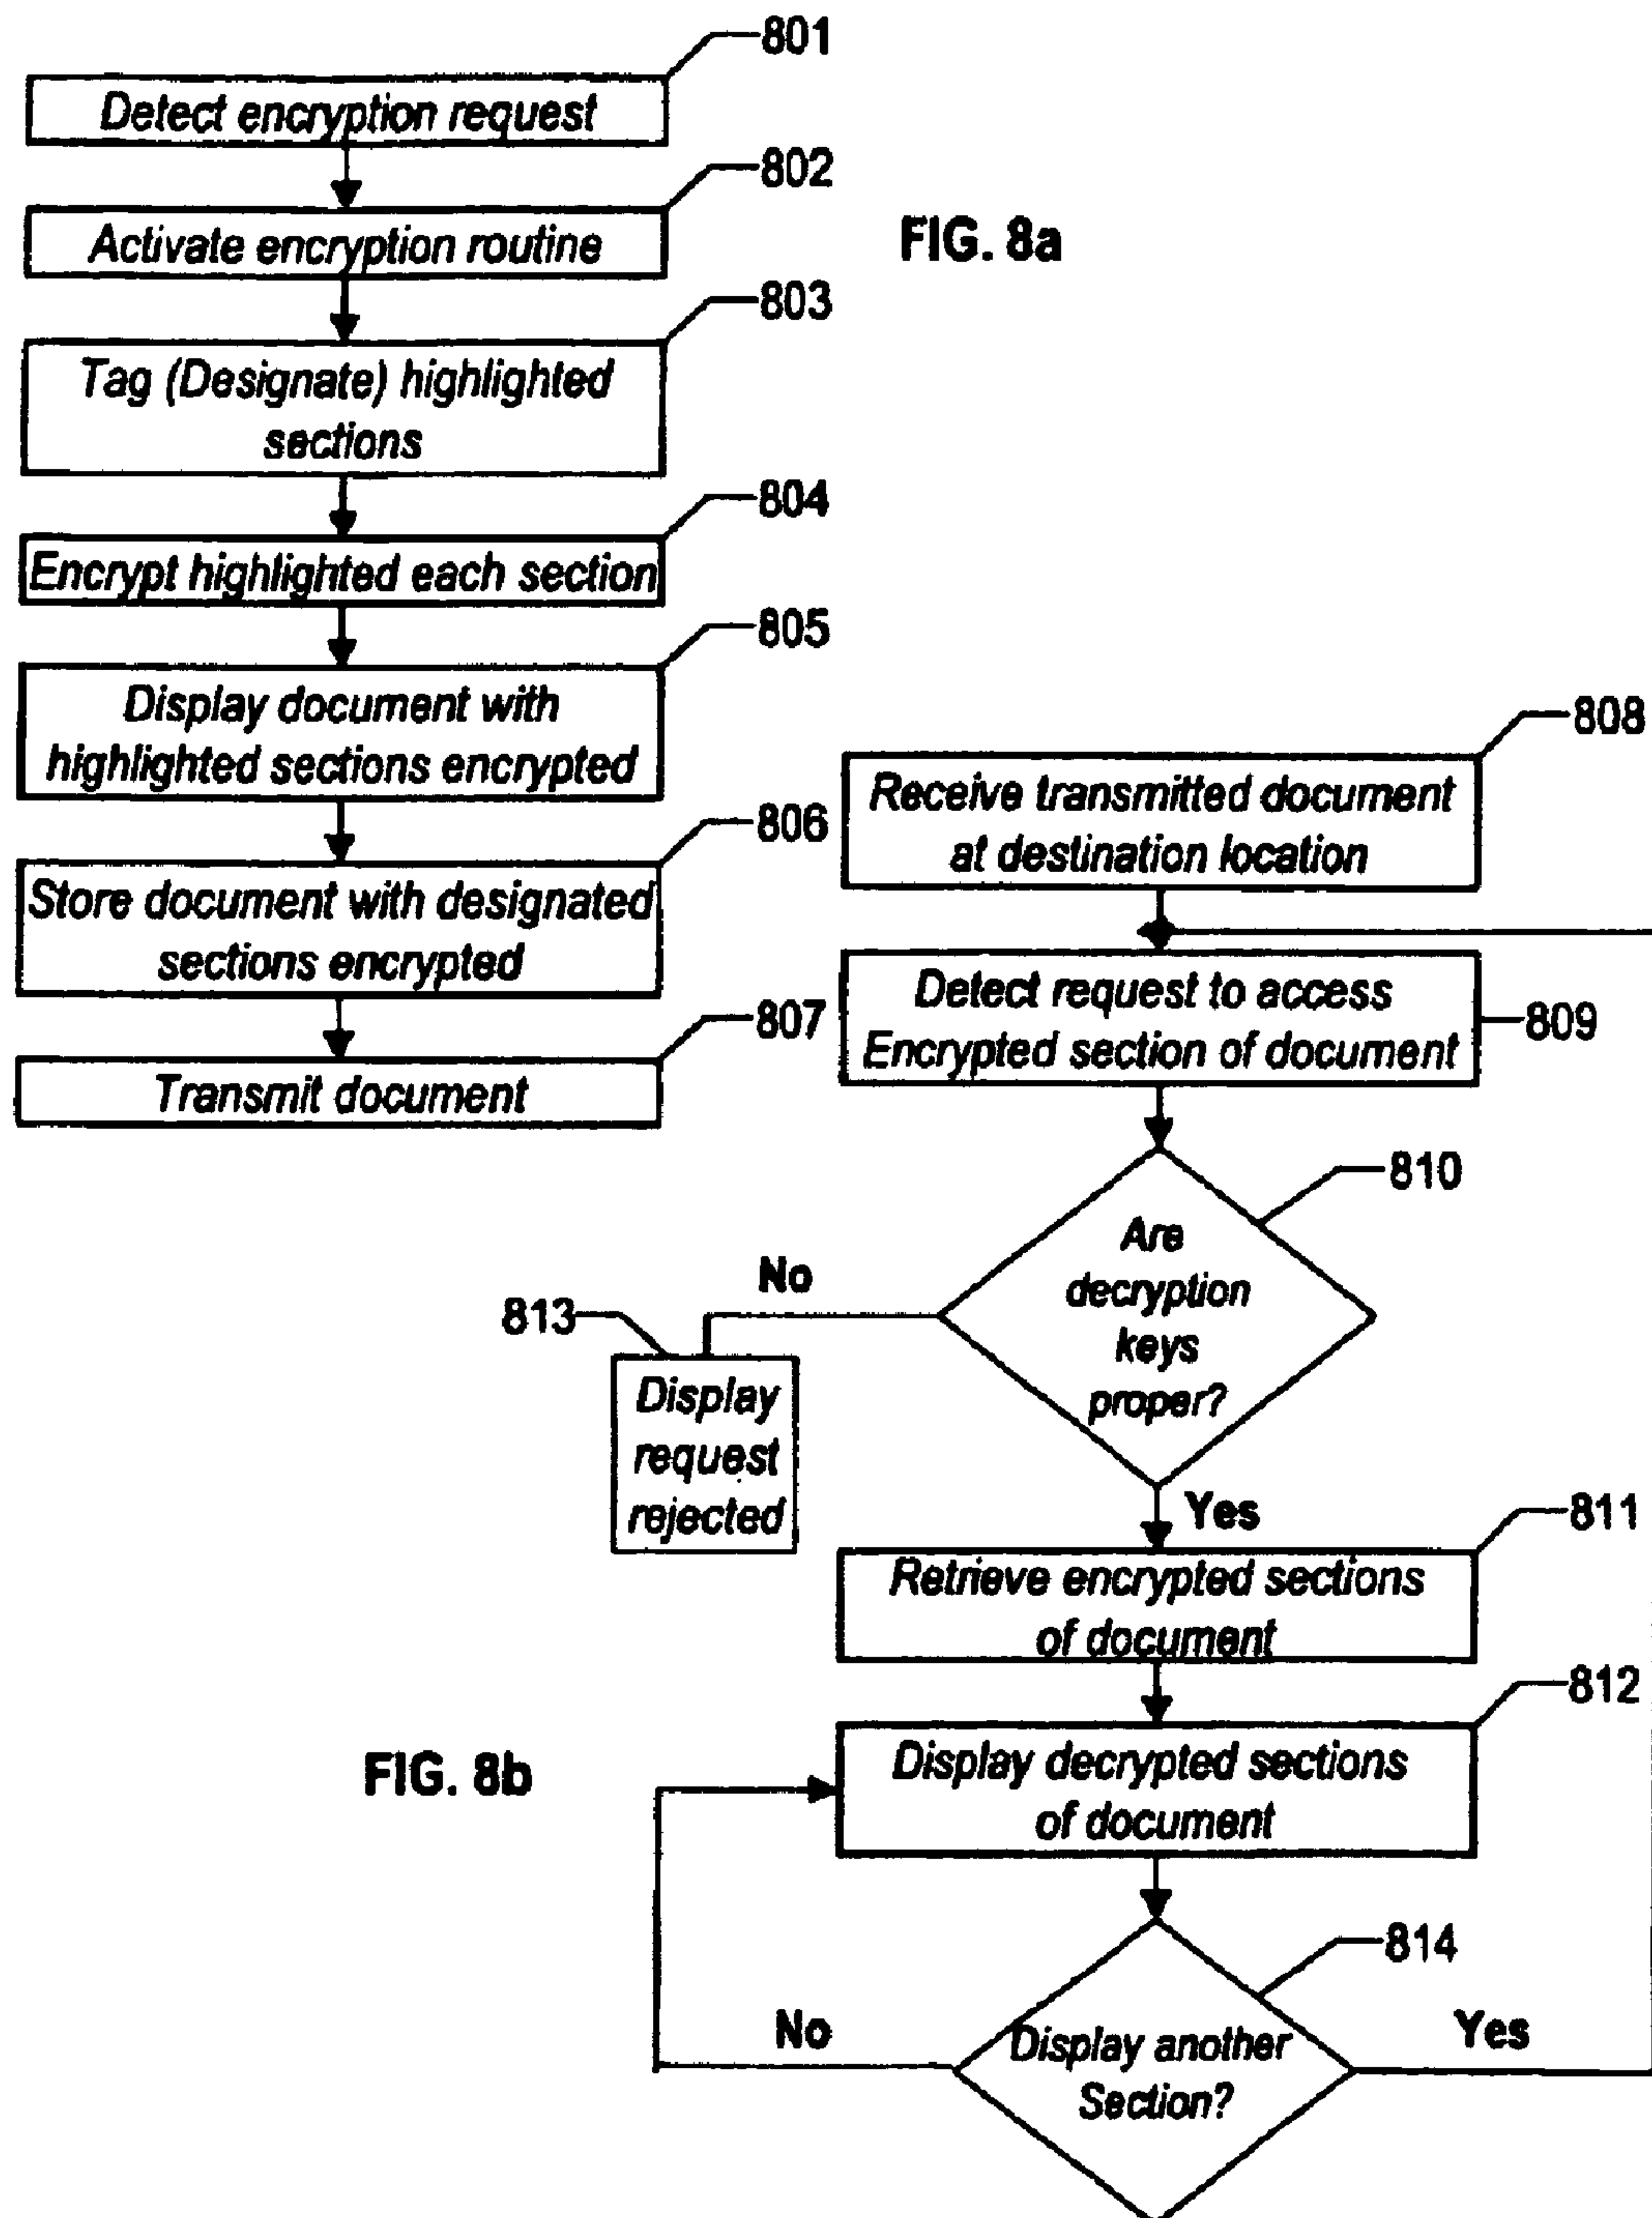 801
Detect encryption request
802
Activate encryption routine
FIG. 8a
803
Tag (Designate) highlighted
sections
804
Encrypt highlighted each section
805
Display document with
highlighted sections encrypted
806
Store document with designated
sections encrypted
807
Transmit document
808
Receive transmitted document
at destination location
Detect request to access
Encrypted section of document
809
810
Are
decryption
keys
proper?
No
813
Display
request
rejected
Yes
811
Retrieve encrypted sections
of document
812
Display decrypted sections
of document
FIG. 8b
814
Display another
Section?
No
Yes